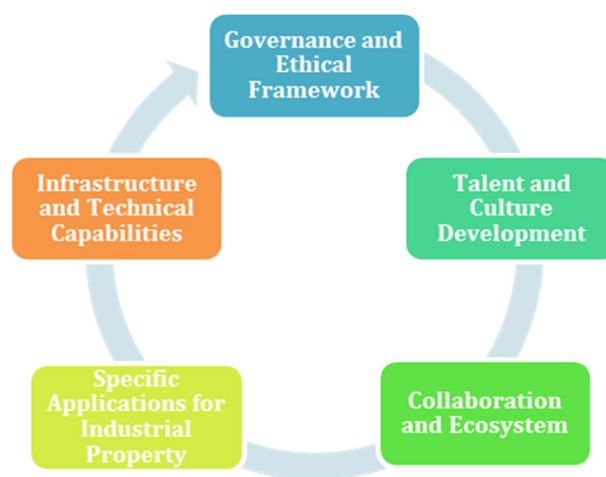 Governance and
Ethical
Framework
Talent and
Culture
Development
Collaboration
and Ecosystem
Specific
Applications for
Industrial
Property
Infrastructure
and Technical
Capabilities